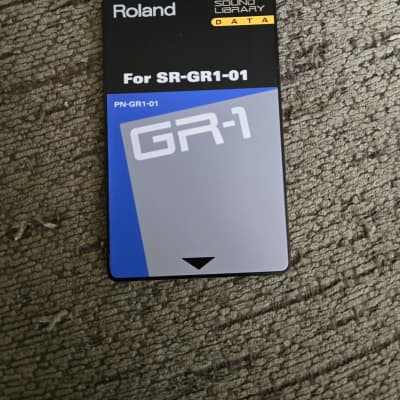 Roland
SOUND
LIBRARY
DATA
For SR-GR1-01
PN-GR1-01
GR-1